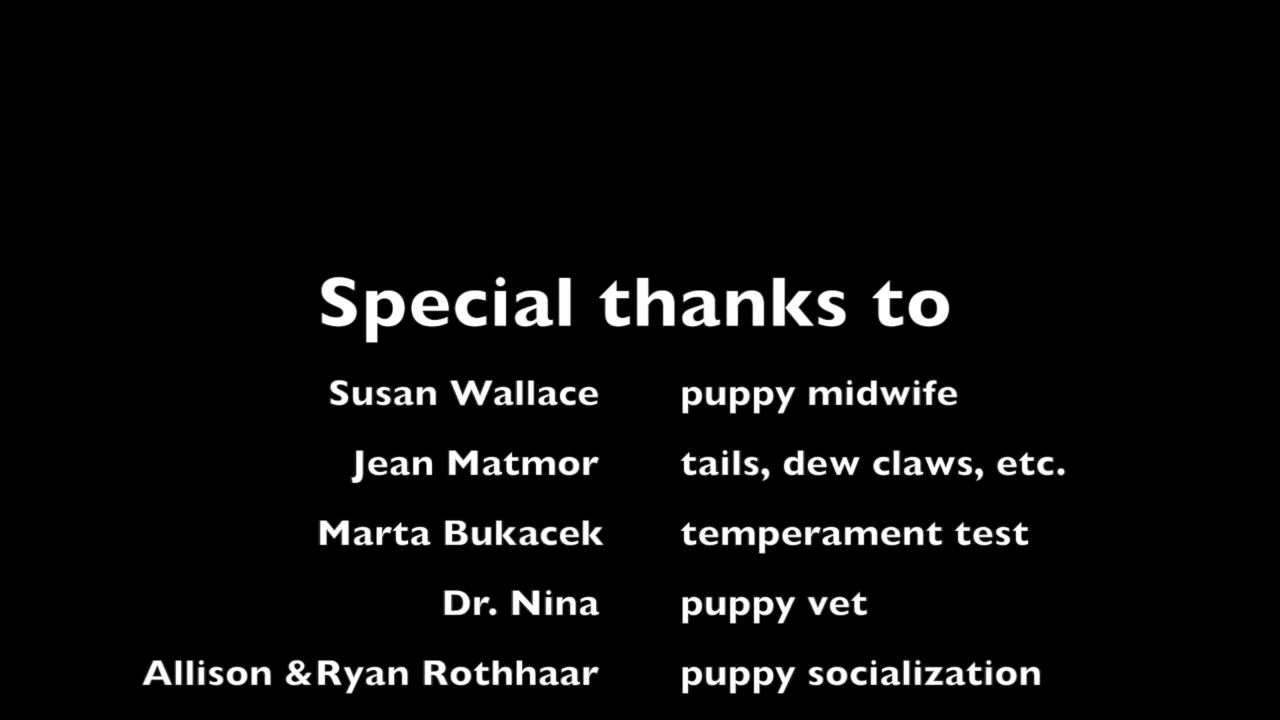 Special thanks to
Susan Wallace puppy midwife
Jean Matmor tails, dew claws, etc.
Marta Bukacek temperament test
Dr. Nina puppy vet
Allison &Ryan Rothhaar puppy socialization